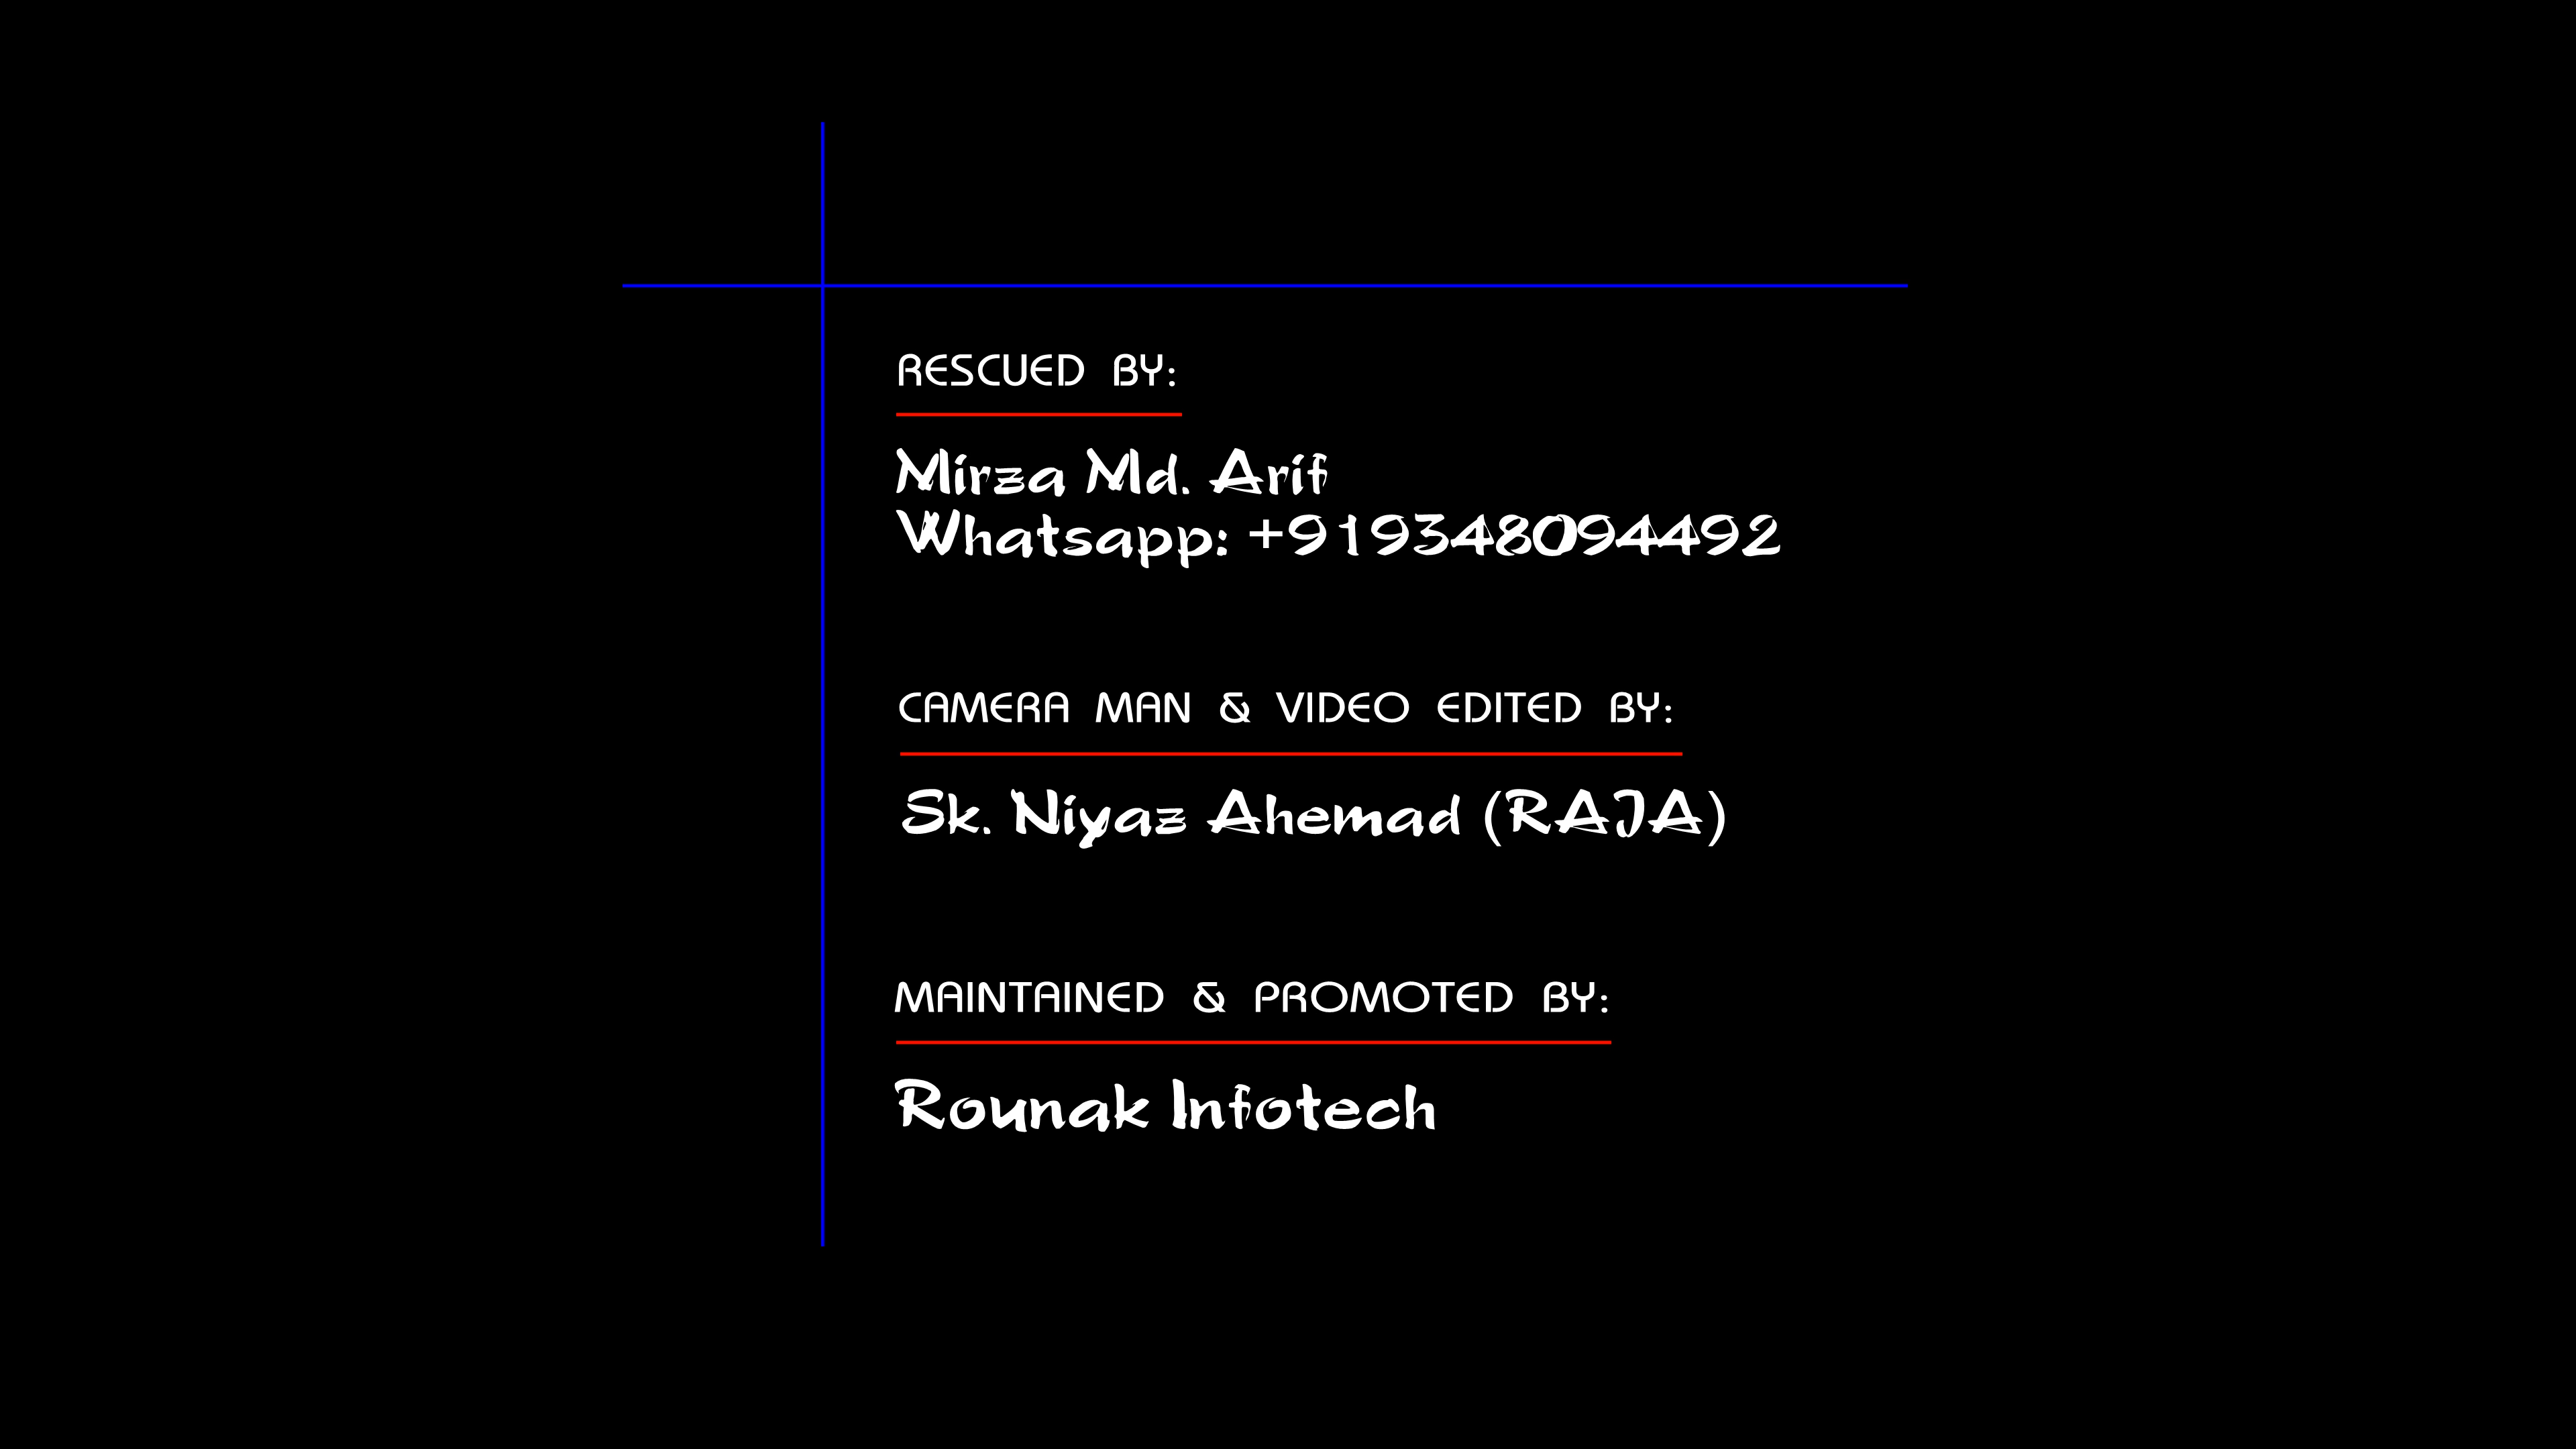 RESCUED BY:
Mirza Md. Arif
Whatsapp: +919348094492
CAMERA MAN & VIDEO EDITED BY:
Sk. Niyaz Ahemad (RAJA)
MAINTAINED & PROMOTED BY:
Rounak Infotech